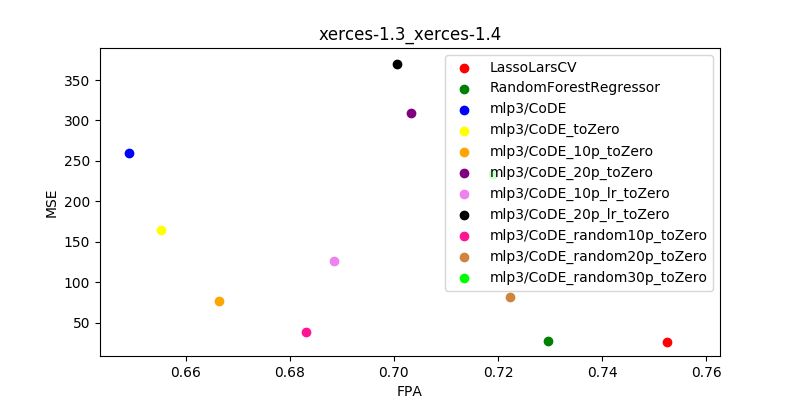 xerces-1.3_xerces-1.4
MSE
350
300
250
200
150
100
50
LassoLarsCV
RandomForestRegressor
mlp3/CoDE
mlp3/CoDE_toZero
mlp3/CoDE_10p_toZero
mlp3/CoDE_20p_toZero
mlp3/CoDE_10p_lr_toZero
mlp3/CoDE_20p_lr_toZero
mlp3/CoDE_random10p_toZero
mlp3/CoDE_random20p_toZero
mlp3/CoDE_random30p_toZero
0.66 0.68 0.70 0.72 0.74 0.76
FPA